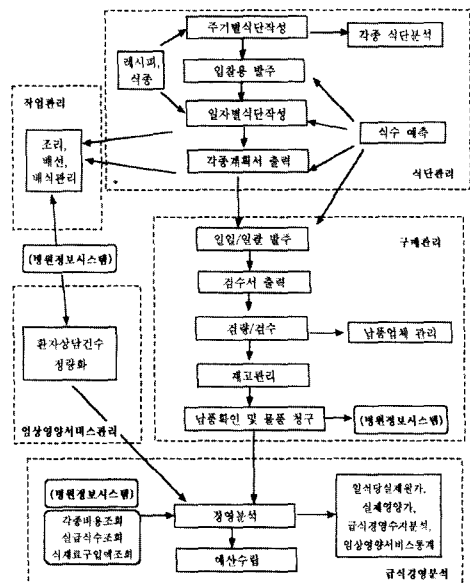 주기별식단작성
각종 식단분석
레시피,
식종
입찰용 발주
작업관리
일자별식단작성
식수 예측
조리,
배선,
배식관리
각종계획서 출력
식단관리
일일/일괄 발주
구매관리
(병원정보시스템)
검수서 출력
검량/검수
납품업체 관리
환자상담건수
정량화
재고관리
임상영양서비스관리
납품확인 및 물품 청구
(병원정보시스템)
(병원정보시스템)
일식당실제원가,
실제영양가,
급식경영수지분석,
임상영양서비스통계
각종비용조회
실급식수조회
식재료구입액조회
경영분석
예산수립
급식경영분석